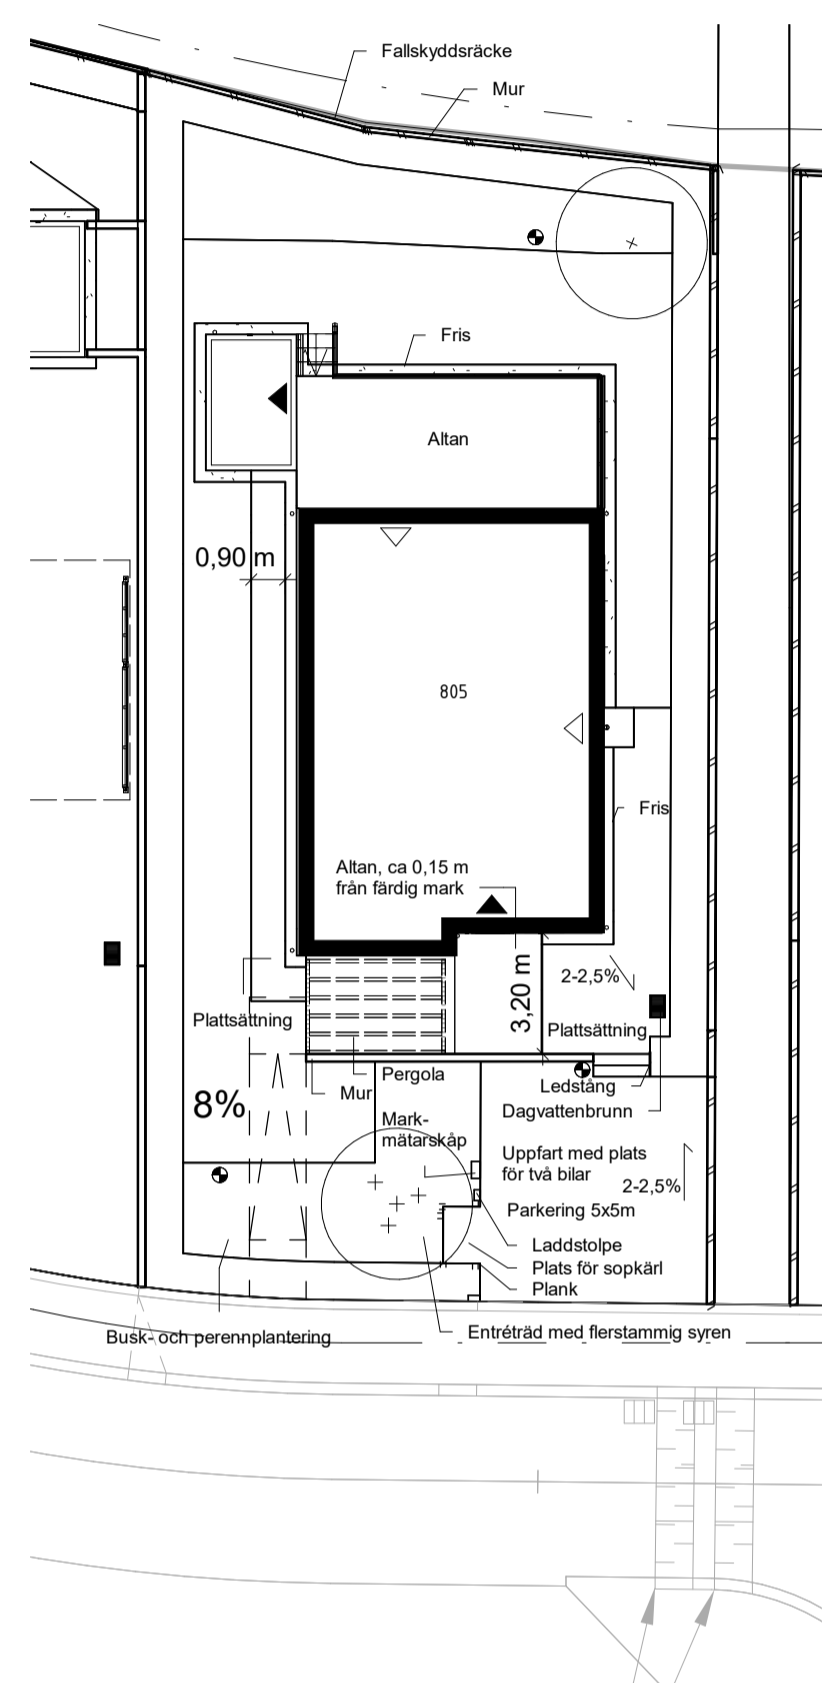 Fallskyddsräcke
Mur
Fris
Altan
0,90 m
805
Fris
Altan, ca 0,15 m
från färdig mark
3,20 m
2-2,5%
Plattsättning
Plattsättning
Pergola
Ledstång
Mur
8%
Dagvattenbrunn
Mark-
mätarskåp
Uppfart med plats
för två bilar
2-2,5%
Parkering 5x5m
Laddstolpe
Plats för sopkärl
Plank
Busk- och perennplantering
Entréträd med flerstammig syren